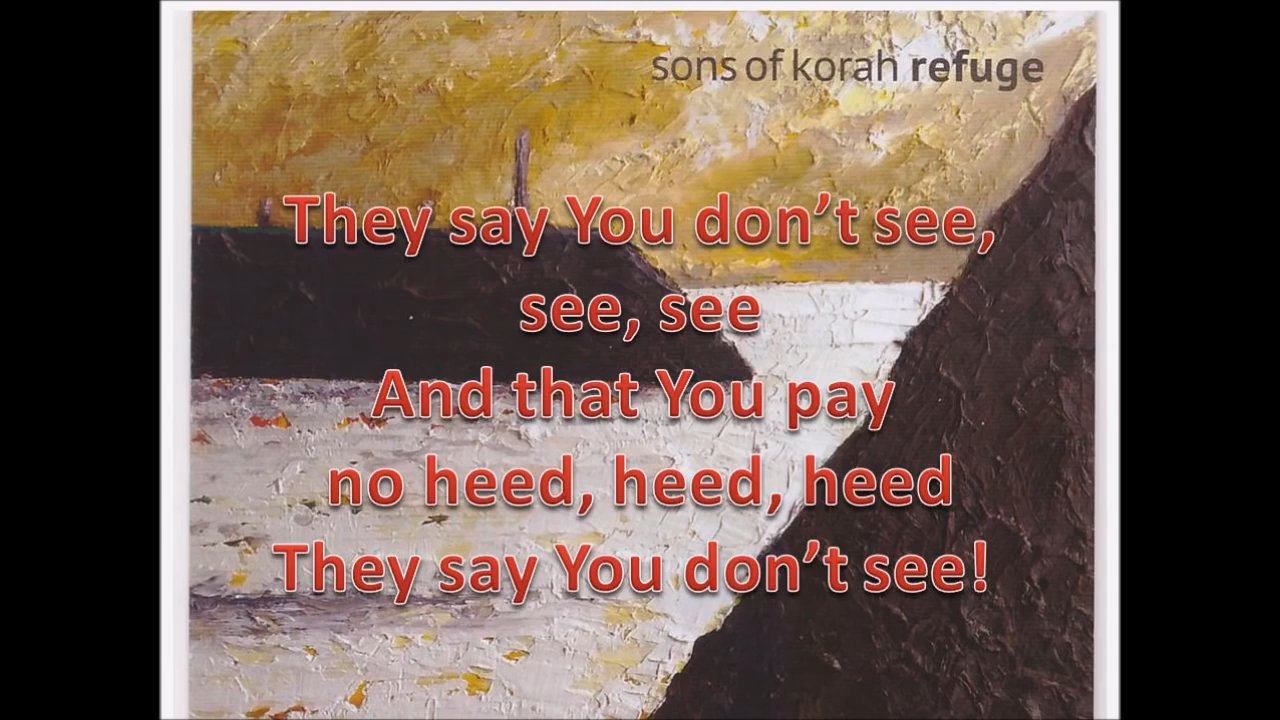 sons of korah refuge
They say You don’t see,
see, see
And that You pay
no heed, heed, heed
They say You don’t see!